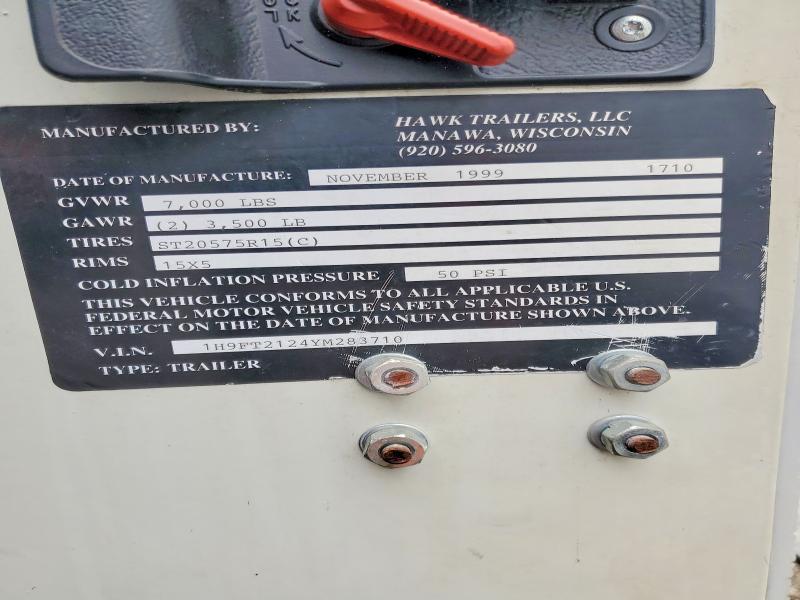 MANUFACTURED BY: HAWK TRAILERS, LLC
MANAWA, WISCONSIN
(920) 596-3080
DATE OF MANUFACTURE: NOVEMBER 1999 1710
GVWR 7,000 LBS
GAWR (2) 3,500 LB
TIRES ST20575R15(C)
RIMS 15X5
COLD INFLATION PRESSURE 50 PSI
THIS VEHICLE CONFORMS TO ALL APPLICABLE U.S.
FEDERAL MOTOR VEHICLE SAFETY STANDARDS IN
EFFECT ON THE DATE OF MANUFACTURE SHOWN ABOVE.
V.I.N. 1H9FT2124YM283710
TYPE: TRAILER